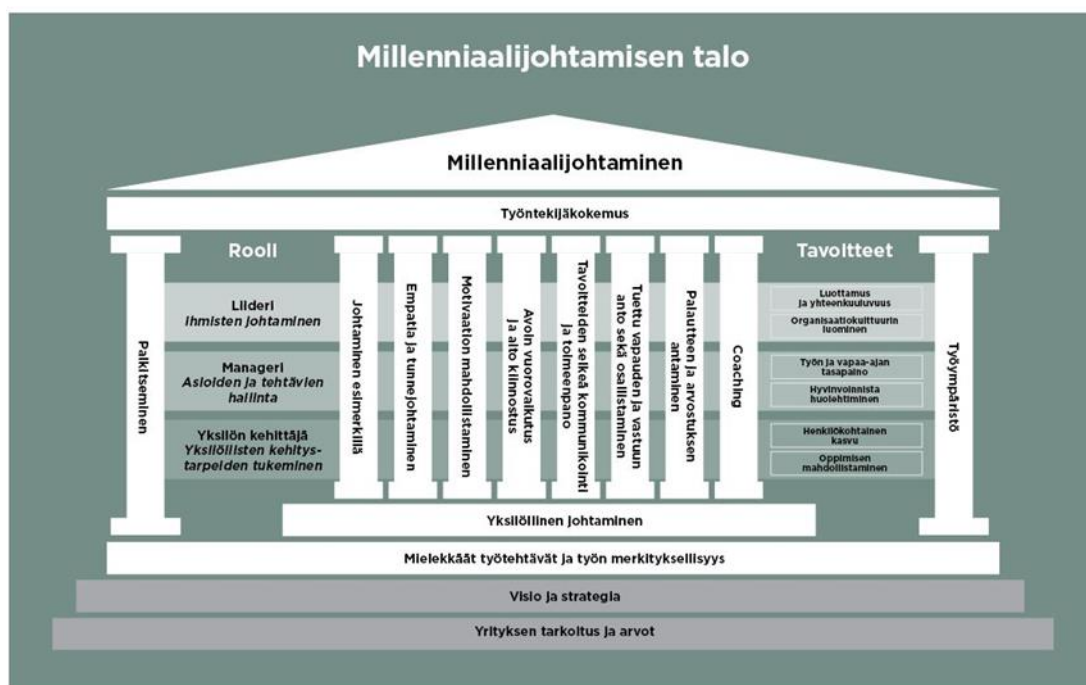 Millenniaalijohtamisen talo
Millenniaalijohtaminen
Työntekijäkokemus
Palkitseminen
Rooli
Liideri
Ihmisten johtaminen
Manageri
Asioiden ja tehtävien
hallinta
Yksilön kehittäjä
Yksilöllisten kehitys-
tarpeiden tukeminen
Johtaminen esimerkillä
Empatia ja tunnejohtaminen
Motivaation mahdollistaminen
Avoin vuorovaikutus
ja aito kiinnostus
Tavoitteiden selkeä kommunikointi
ja toimeenpano
Tuettu vapauden ja vastuun
anto sekä osallistaminen
Palautteen ja arvostuksen
antaminen
Coaching
Tavoitteet
Luottamus
ja yhteenkuuluvuus
Organisaatiokulttuurin
luominen
Työn ja vapaa-ajan
tasapaino
Hyvinvoinnista
huolehtiminen
Henkilökohtainen
kasvu
Oppimisen
mahdollistaminen
Työympäristö
Yksilöllinen johtaminen
Mielekkäät työtehtävät ja työn merkityksellisyys
Visio ja strategia
Yrityksen tarkoitus ja arvot